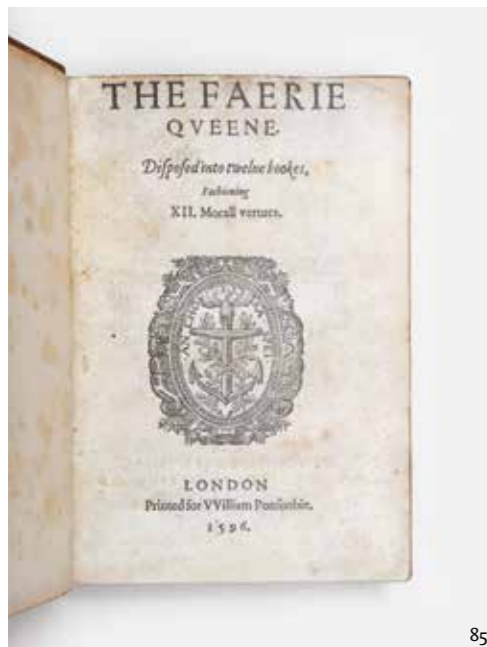 THE FAERIE
QVEENE.
Diſpoſed into twelue bookes,
Faſhioning
XII. Morall vertues.
LONDON
Printed for VVilliam Ponſonbie.
1596.
85